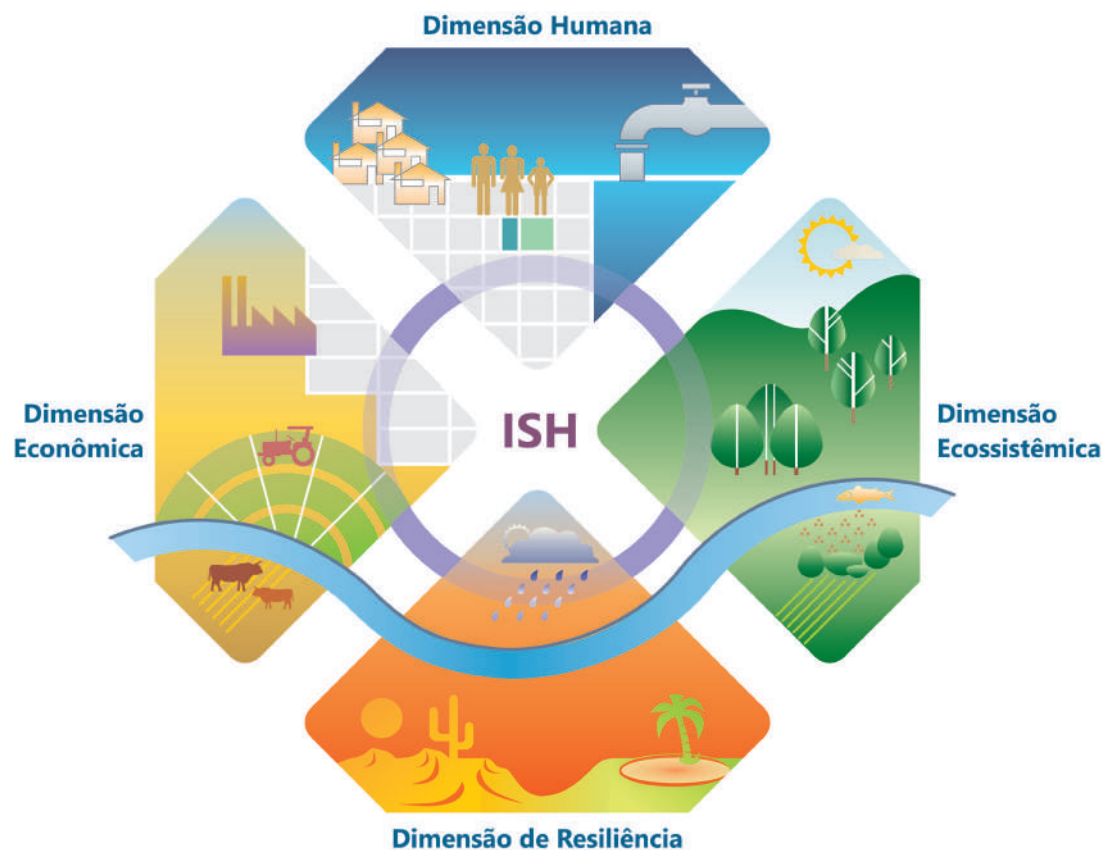 Dimensão Humana
Dimensão
Econômica
ISH
Dimensão
Ecossistêmica
Dimensão de Resiliência